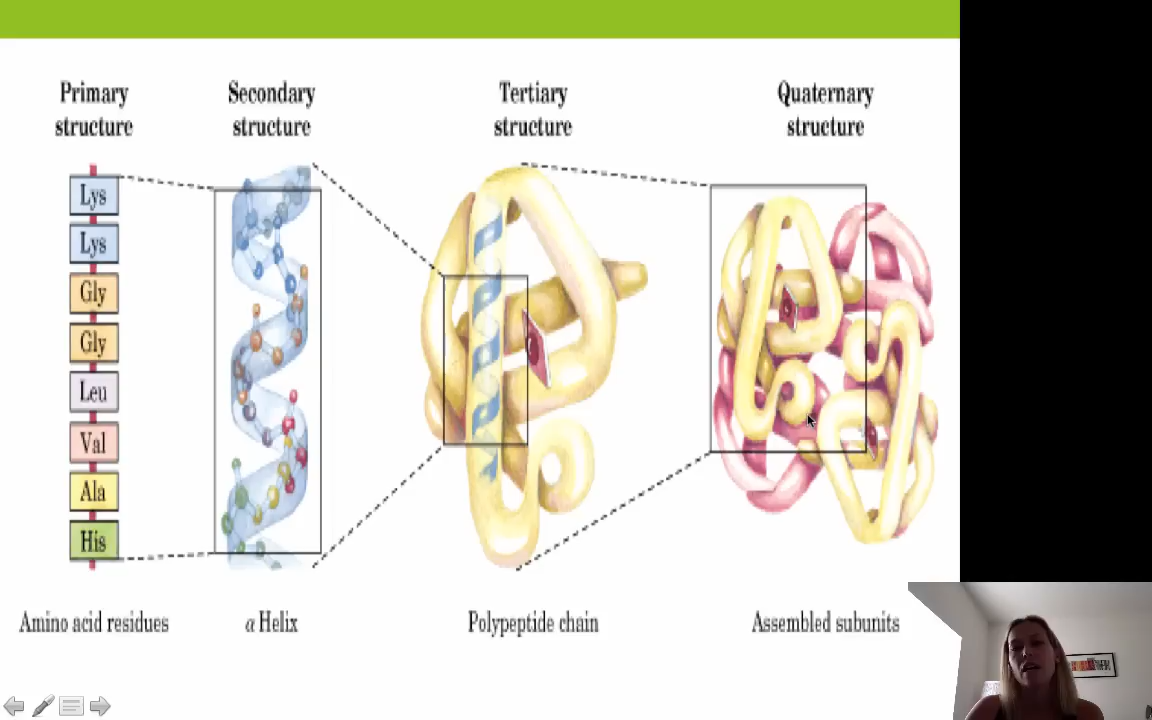 Primary
structure
Secondary
structure
Tertiary
structure
Quaternary
structure
Lys
Lys
Gly
Gly
Leu
Val
Ala
His
Amino acid residues
α Helix
Polypeptide chain
Assembled subunits